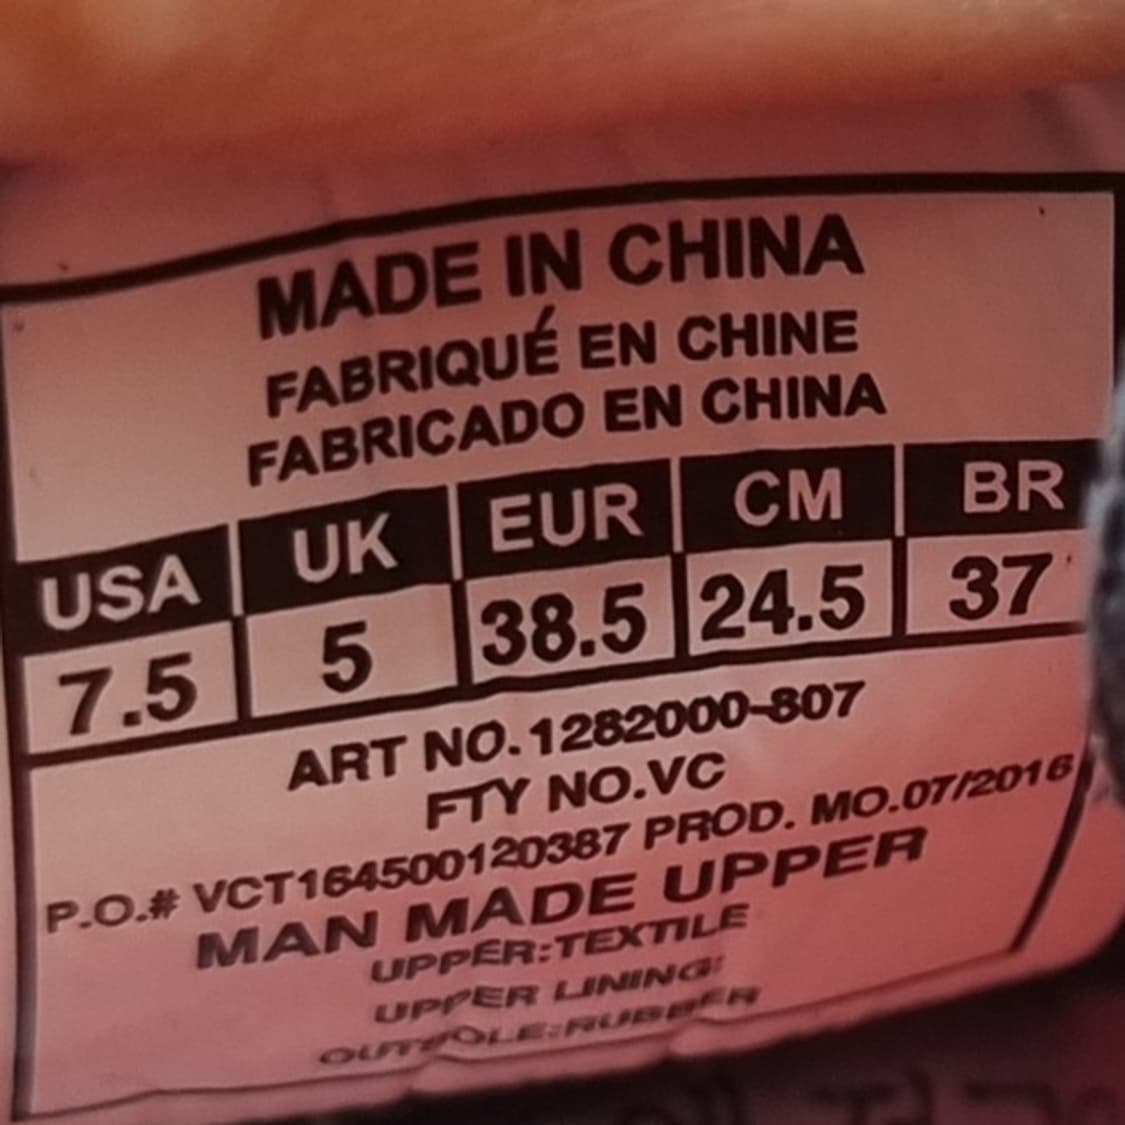 MADE IN CHINA
FABRIQUÉ EN CHINE
FABRICADO EN CHINA
USA UK EUR CM BR
7.5 5 38.5 24.5 37
ART NO.1282000-807
FTY NO.VC
P.O.# VCT164500120387 PROD. MO.07/2016
MAN MADE UPPER
UPPER:TEXTILE
UPPER LINING:
OUTSOLE:RUBBER